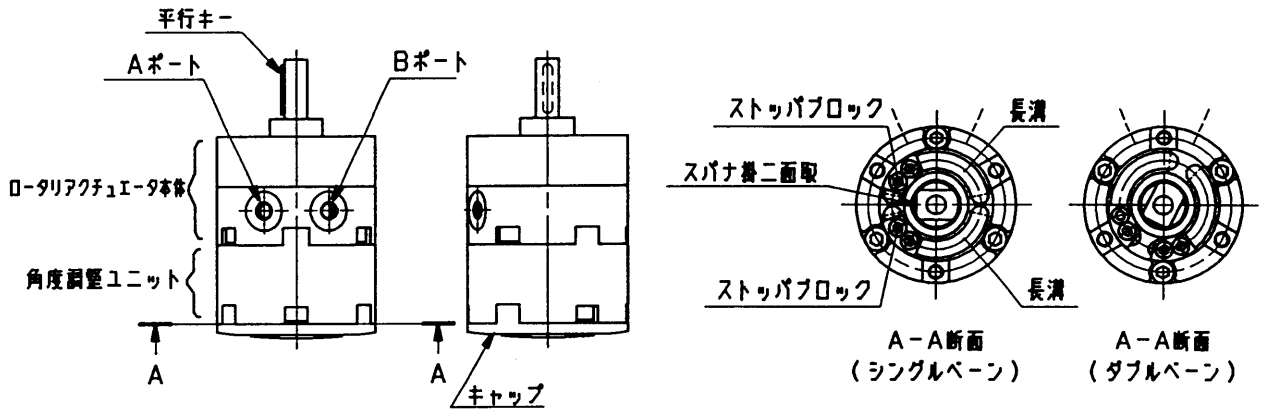 平行キー
Aポート
Bポート
ロータリアクチュエータ本体
角度調整ユニット
A
A
キャップ
ストッパブロック
長溝
スパナ掛二面取
ストッパブロック
長溝
A-A断面
(シングルベーン)
A-A断面
(ダブルベーン)